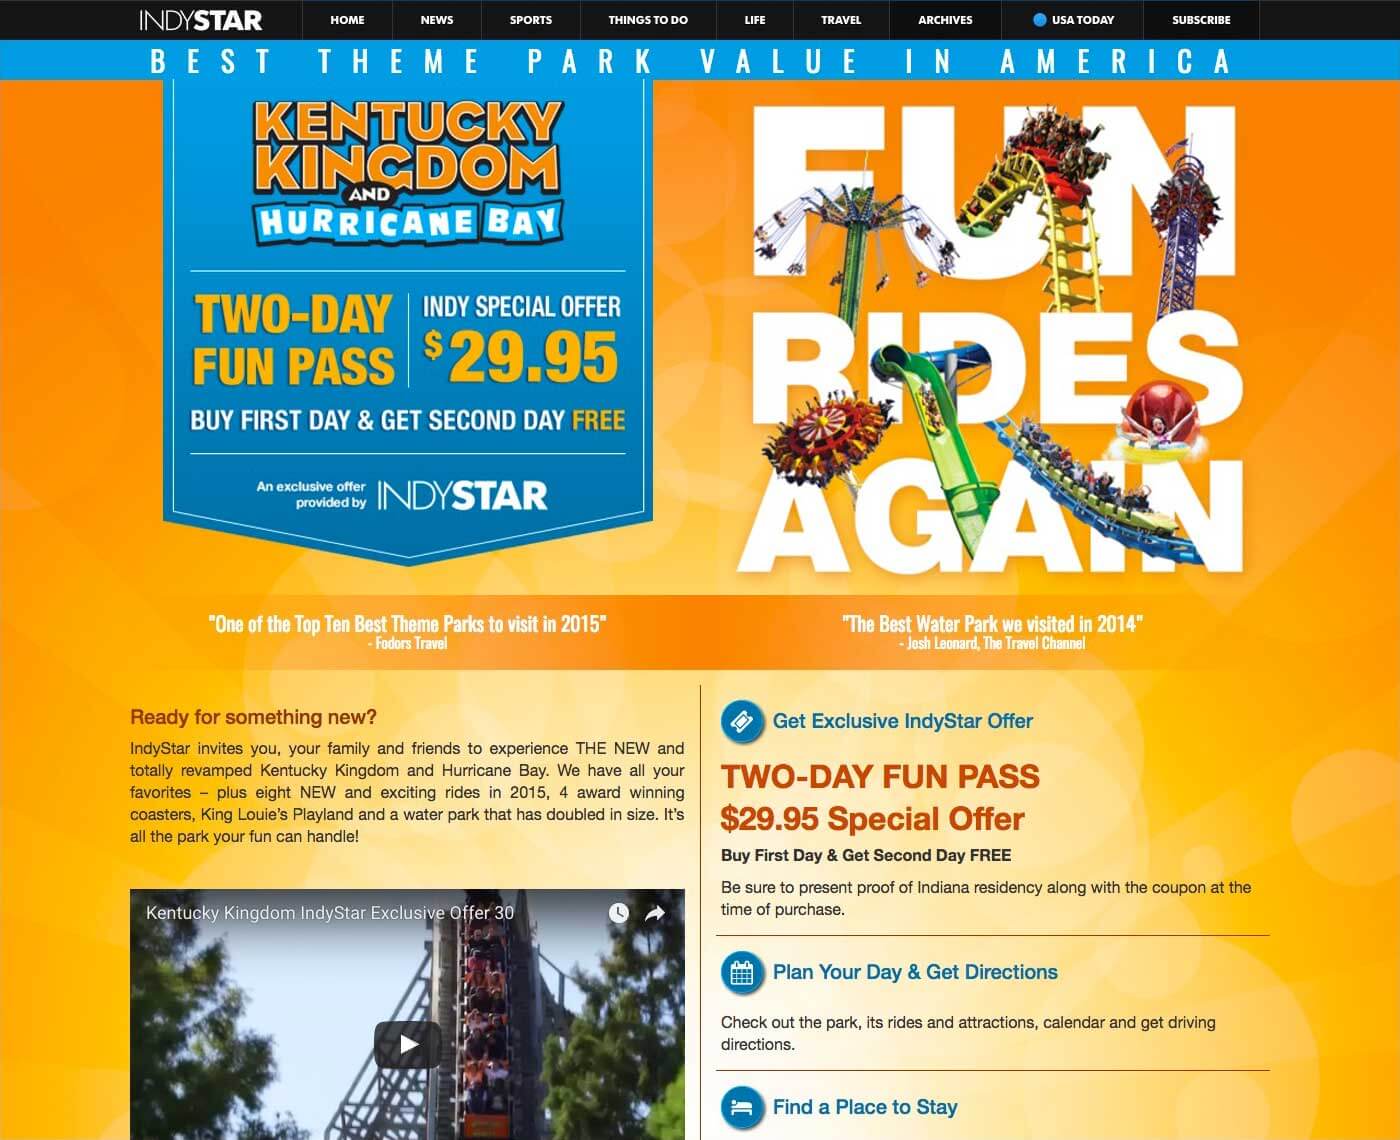 INDYSTAR HOME NEWS SPORTS THINGS TO DO LIFE TRAVEL ARCHIVES USA TODAY SUBSCRIBE
BEST THEME PARK VALUE IN AMERICA
KENTUCKY
KINGDOM
AND
HURRICANE BAY
TWO-DAY
FUN PASS
INDY SPECIAL OFFER
$29.95
BUY FIRST DAY & GET SECOND DAY FREE
An exclusive offer
provided by
INDYSTAR
FUN
RIDES
AGAIN
"One of the Top Ten Best Theme Parks to visit in 2015"
- Fodors Travel
"The Best Water Park we visited in 2014"
- Josh Leonard, The Travel Channel
Ready for something new?
IndyStar invites you, your family and friends to experience THE NEW and
totally revamped Kentucky Kingdom and Hurricane Bay. We have all your
favorites – plus eight NEW and exciting rides in 2015, 4 award winning
coasters, King Louie's Playland and a water park that has doubled in size. It's
all the park your fun can handle!
Kentucky Kingdom IndyStar Exclusive Offer 30
Get Exclusive IndyStar Offer
TWO-DAY FUN PASS
$29.95 Special Offer
Buy First Day & Get Second Day FREE
Be sure to present proof of Indiana residency along with the coupon at the
time of purchase.
Plan Your Day & Get Directions
Check out the park, its rides and attractions, calendar and get driving
directions.
Find a Place to Stay